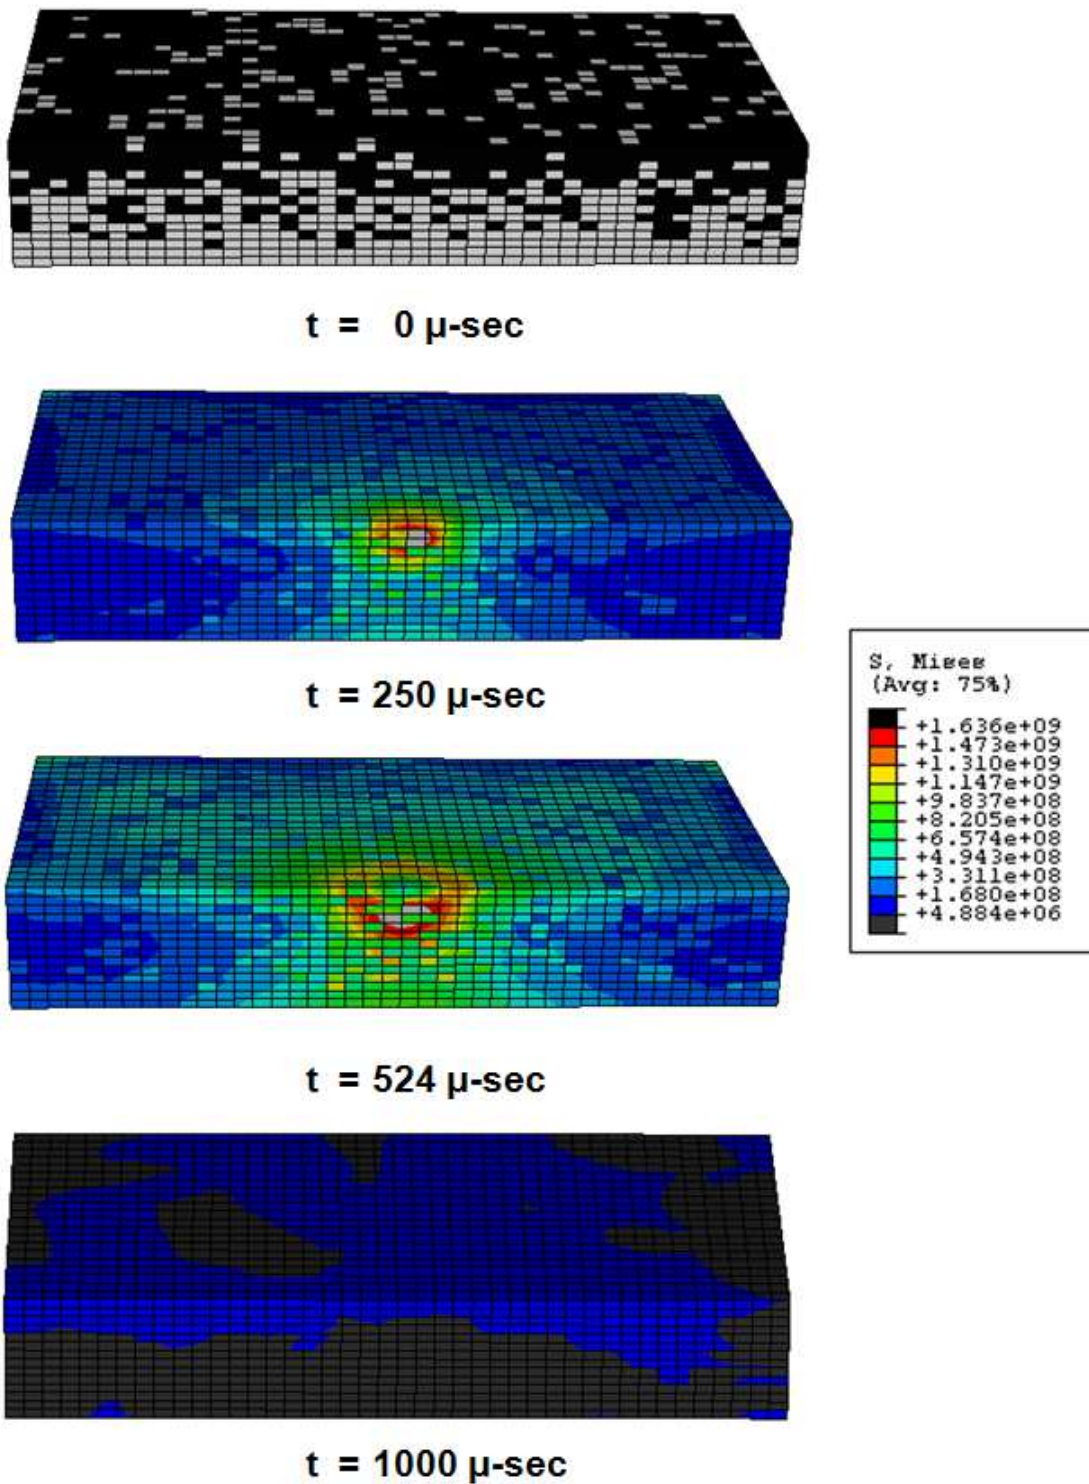 t = 0 µ-sec
t = 250 µ-sec
S, Mises
(Avg: 75%)
+1.636e+09
+1.473e+09
+1.310e+09
+1.147e+09
+9.837e+08
+8.205e+08
+6.574e+08
+4.943e+08
+3.311e+08
+1.680e+08
+4.884e+06
t = 524 µ-sec
t = 1000 µ-sec